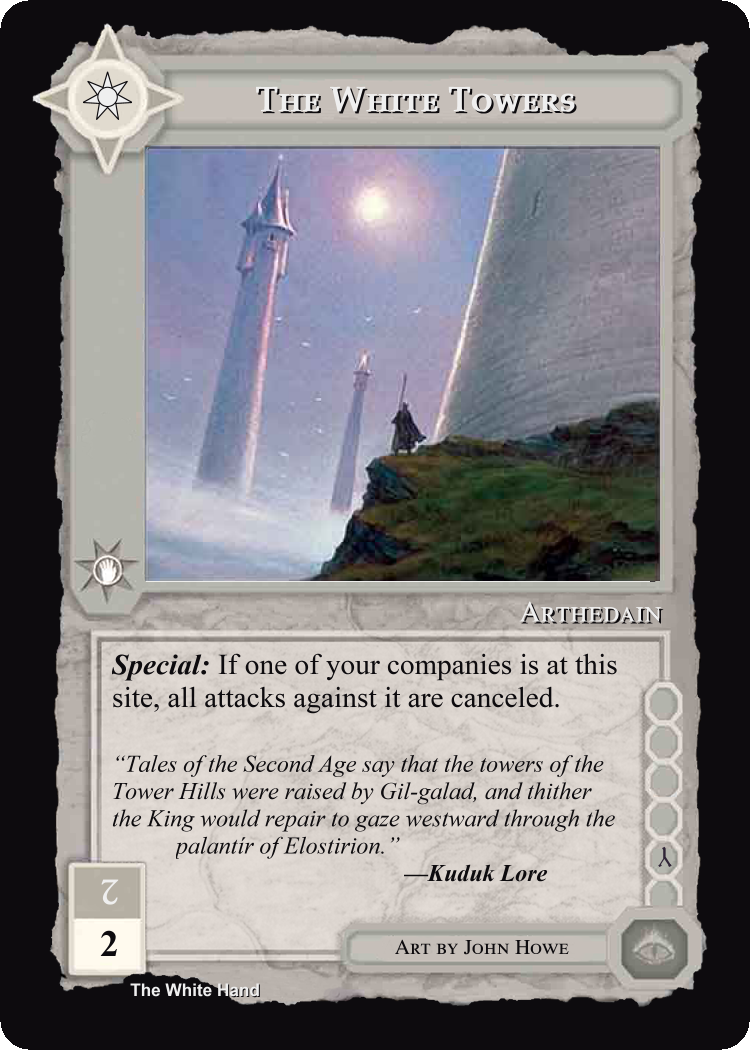 The White Towers
Arthedain
Special: If one of your companies is at this
site, all attacks against it are canceled.
“Tales of the Second Age say that the towers of the
Tower Hills were raised by Gil-galad, and thither
the King would repair to gaze westward through the
palantír of Elostirion.”
—Kuduk Lore
2
2
Art by John Howe
The White Hand